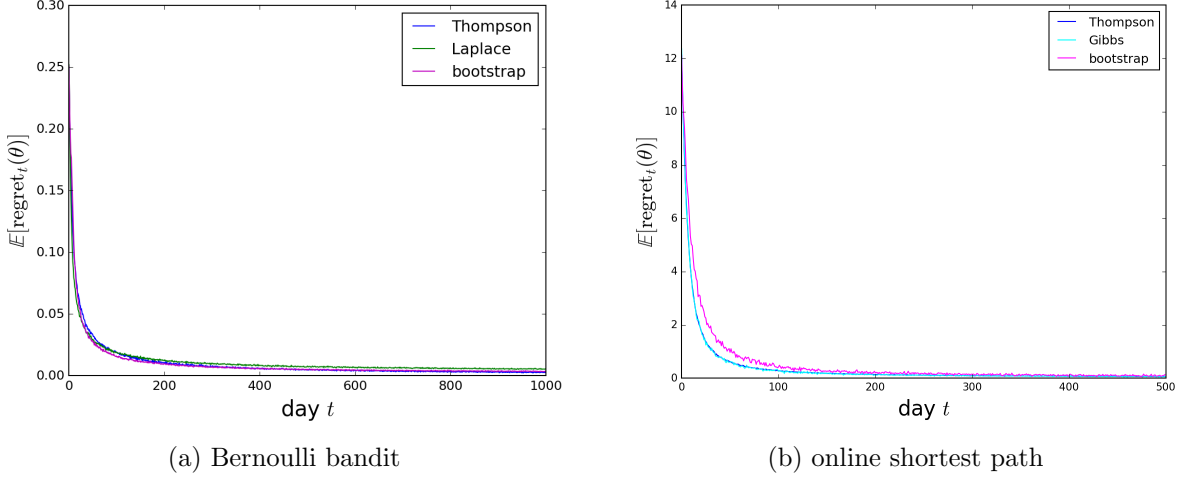 0.30
0.25
0.20
0.15
0.10
0.05
0.00
𝔼[regretₜ(θ)]
Thompson
Laplace
bootstrap
0 200 400 600 800 1000
day t
(a) Bernoulli bandit
14
12
10
8
6
4
2
0
𝔼[regretₜ(θ)]
Thompson
Gibbs
bootstrap
0 100 200 300 400 500
day t
(b) online shortest path